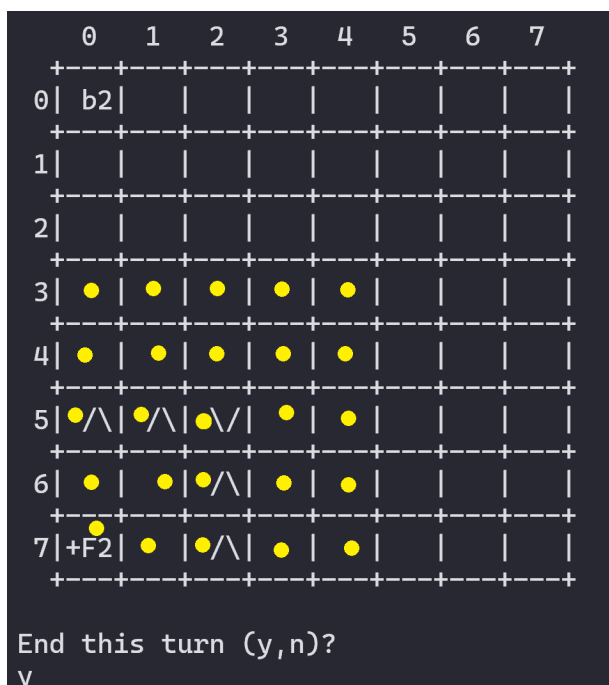 0 1 2 3 4 5 6 7
+---+---+---+---+---+---+---+---+
0| b2| | | | | | | |
+---+---+---+---+---+---+---+---+
1| | | | | | | | |
+---+---+---+---+---+---+---+---+
2| | | | | | | | |
+---+---+---+---+---+---+---+---+
3| | | | | | | | |
+---+---+---+---+---+---+---+---+
4| | | | | | | | |
+---+---+---+---+---+---+---+---+
5| /\| /\| \/| | | | | |
+---+---+---+---+---+---+---+---+
6| | | /\| | | | | |
+---+---+---+---+---+---+---+---+
7|+F2| | /\| | | | | |
+---+---+---+---+---+---+---+---+
End this turn (y,n)?
y